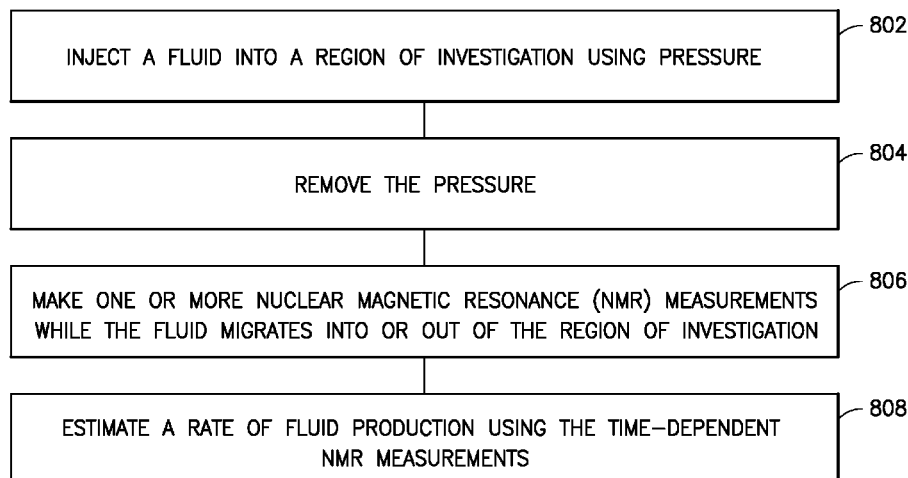 802
INJECT A FLUID INTO A REGION OF INVESTIGATION USING PRESSURE
804
REMOVE THE PRESSURE
806
MAKE ONE OR MORE NUCLEAR MAGNETIC RESONANCE (NMR) MEASUREMENTS
WHILE THE FLUID MIGRATES INTO OR OUT OF THE REGION OF INVESTIGATION
808
ESTIMATE A RATE OF FLUID PRODUCTION USING THE TIME-DEPENDENT
NMR MEASUREMENTS